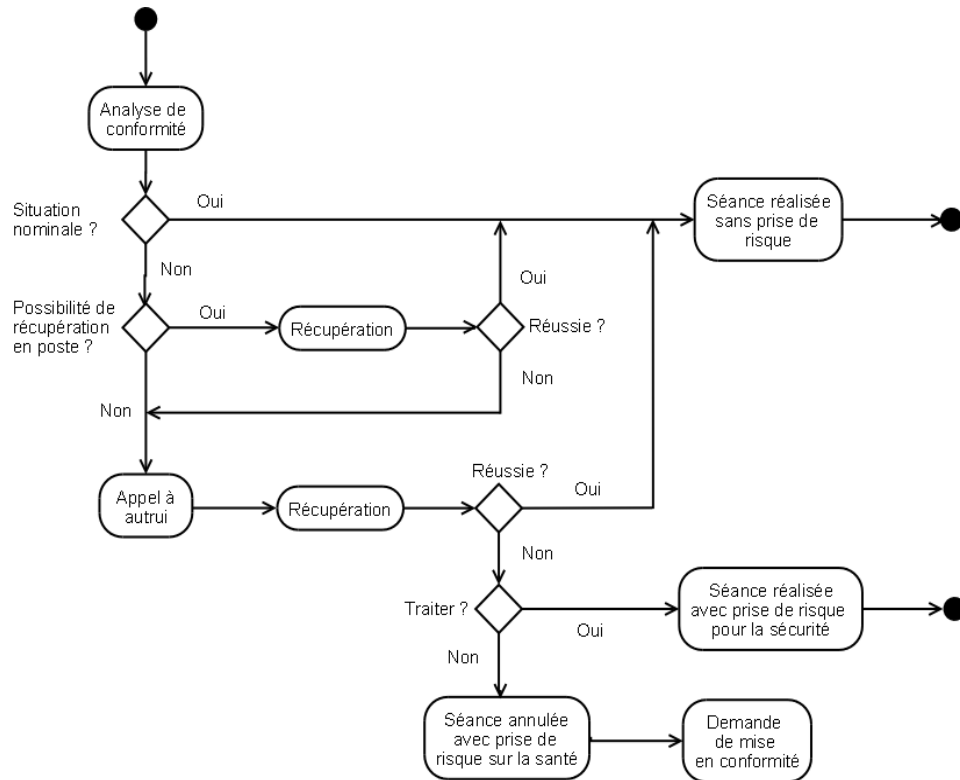 Analyse de
conformité
Situation
nominale ?
Oui
Séance réalisée
sans prise de
risque
Non
Possibilité de
récupération
en poste ?
Oui
Récupération
Oui
Réussie ?
Non
Non
Appel à
autrui
Récupération
Réussie ?
Oui
Non
Traiter ?
Oui
Séance réalisée
avec prise de risque
pour la sécurité
Non
Séance annulée
avec prise de
risque sur la santé
Demande
de mise
en conformité